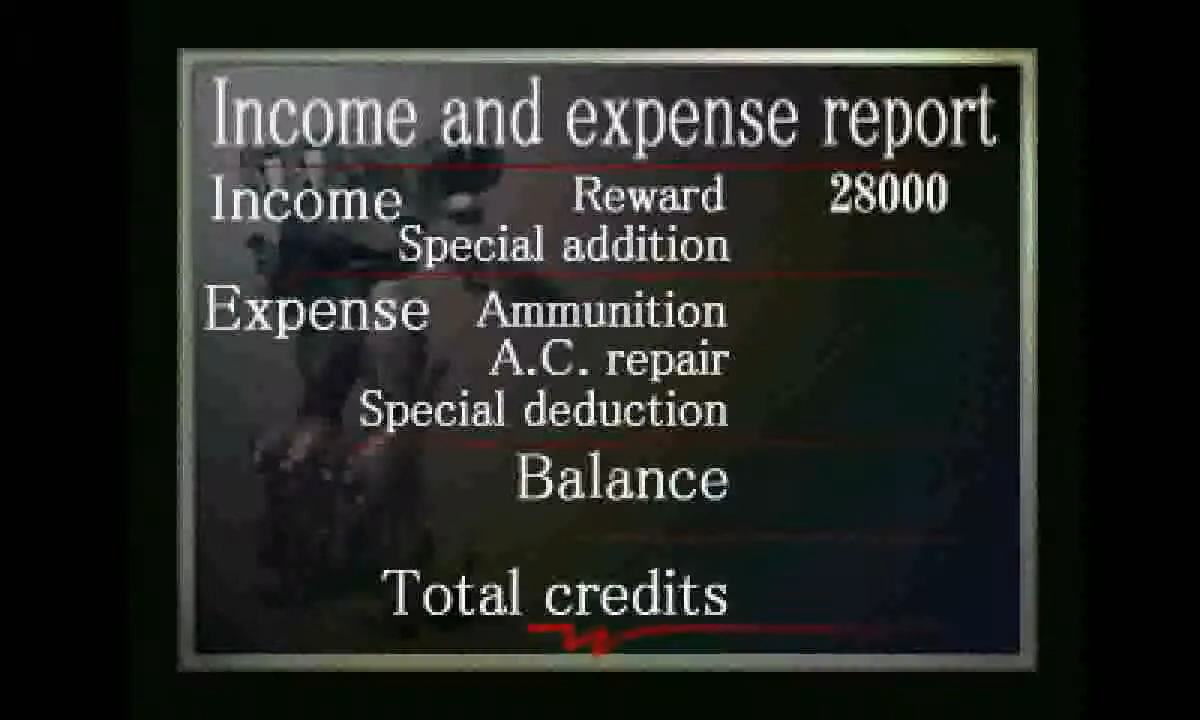 Income and expense report
Income Reward 28000
Special addition
Expense Ammunition
A.C. repair
Special deduction
Balance
Total credits